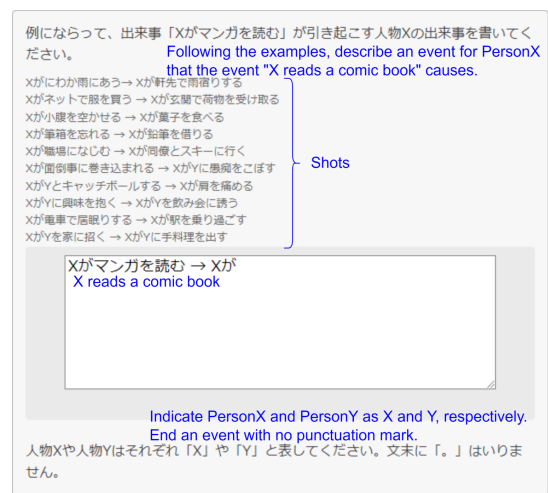 例にならって、出来事「Xがマンガを読む」が引き起こす人物Xの出来事を書いてく
ださい。
Following the examples, describe an event for PersonX
that the event "X reads a comic book" causes.
Xがにわか雨にあう→ Xが軒先で雨宿りする
Xがネットで服を買う → Xが玄関で荷物を受け取る
Xが小腹を空かせる → Xが菓子を食べる
Xが筆箱を忘れる → Xが鉛筆を借りる
Xが職場になじむ → Xが同僚とスキーに行く
Xが面倒事に巻き込まれる → XがYに愚痴をこぼす
XがYとキャッチボールする → Xが肩を痛める
XがYに興味を抱く → XがYを飲み会に誘う
Xが電車で居眠りする → Xが駅を乗り過ごす
XがYを家に招く → XがYに手料理を出す
Shots
Xがマンガを読む → Xが
X reads a comic book
Indicate PersonX and PersonY as X and Y, respectively.
End an event with no punctuation mark.
人物Xや人物Yはそれぞれ「X」や「Y」と表してください。文末に「。」はいりま
せん。